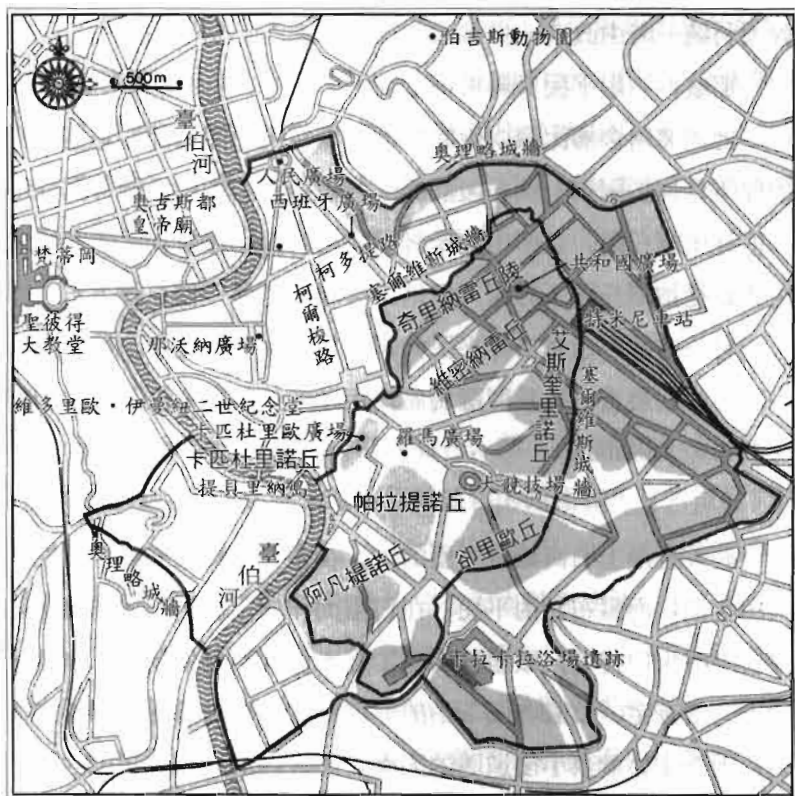 伯吉斯動物園
500m
臺伯河
奧理略城牆
人民廣場
西班牙廣場
奧古斯都
皇帝廟
柯多提路
塞爾維斯城牆
梵蒂岡
共和國廣場
奇里納雷丘陵
柯爾梭路
特米尼車站
聖彼得
大教堂
那沃納廣場
維密納雷丘
艾斯奎里諾丘
塞爾維斯城牆
維多里歐・伊曼紐二世紀念堂
卡匹杜里歐廣場
羅馬廣場
卡匹杜里諾丘
提貝里納島
大競技場
帕拉提諾丘
奧理略城牆
臺伯河
卻里歐丘
阿凡提諾丘
卡拉卡拉浴場遺跡